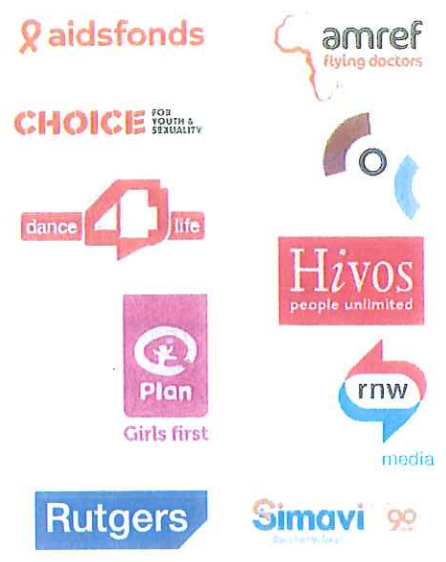 aidsfonds
amref
flying doctors
CHOICE FOR
YOUTH &
SEXUALITY
dance 4 life
Hivos
people unlimited
Plan
Girls first
rnw
media
Rutgers
Simavi 90